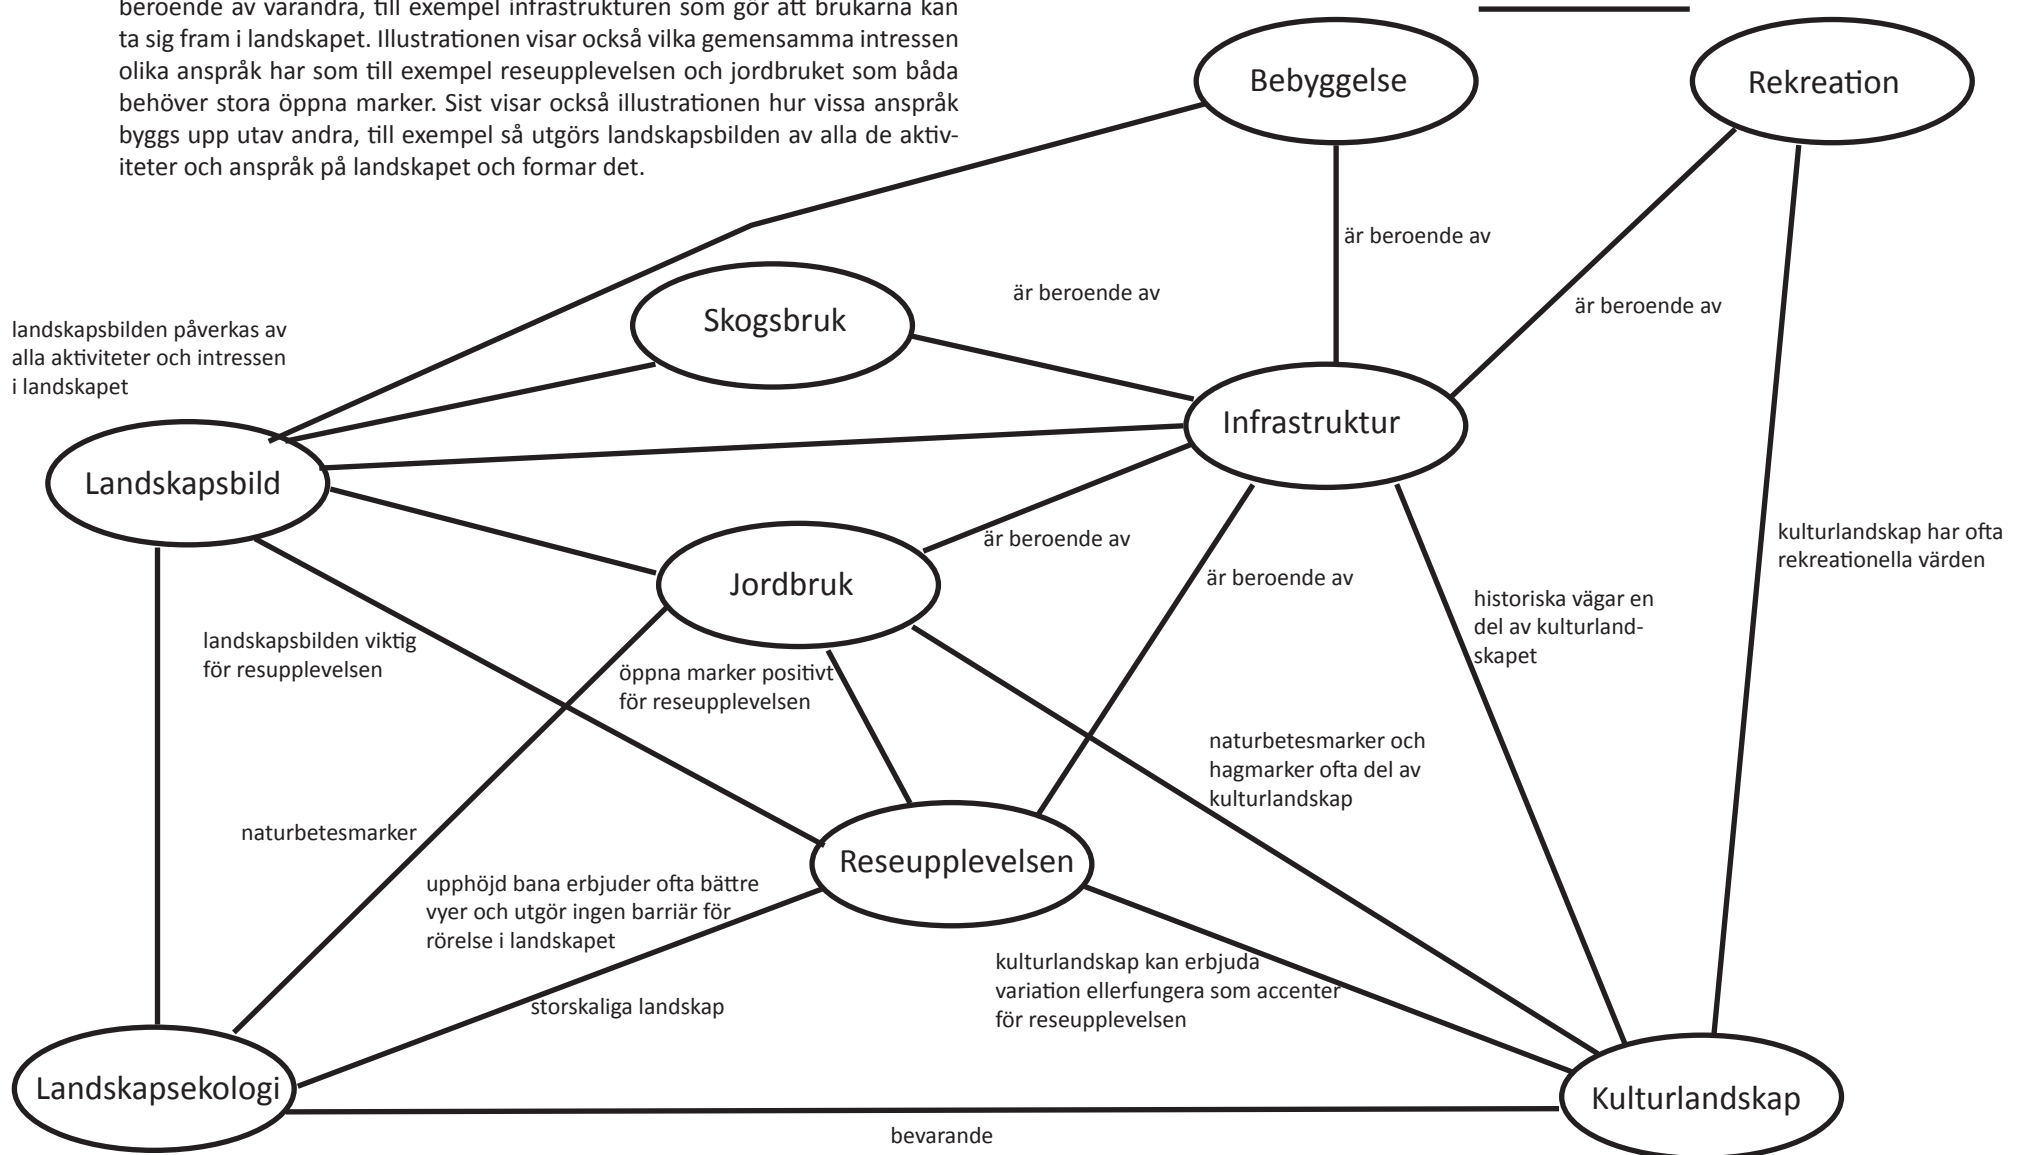 beroende av varandra, till exempel infrastrukturen som gör att brukarna kan
ta sig fram i landskapet. Illustrationen visar också vilka gemensamma intressen
olika anspråk har som till exempel reseupplevelsen och jordbruket som båda
behöver stora öppna marker. Sist visar också illustrationen hur vissa anspråk
byggs upp utav andra, till exempel så utgörs landskapsbilden av alla de aktiv-
iteter och anspråk på landskapet och formar det.
Bebyggelse
Rekreation
är beroende av
är beroende av
är beroende av
Skogsbruk
landskapsbilden påverkas av
alla aktiviteter och intressen
i landskapet
Infrastruktur
Landskapsbild
är beroende av
kulturlandskap har ofta
rekreationella värden
Jordbruk
är beroende av
historiska vägar en
del av kulturland-
skapet
landskapsbilden viktig
för resupplevelsen
öppna marker positivt
för reseupplevelsen
naturbetesmarker och
hagmarker ofta del av
kulturlandskap
naturbetesmarker
Reseupplevelsen
upphöjd bana erbjuder ofta bättre
vyer och utgör ingen barriär för
rörelse i landskapet
kulturlandskap kan erbjuda
variation ellerfungera som accenter
för reseupplevelsen
storskaliga landskap
Landskapsekologi
Kulturlandskap
bevarande